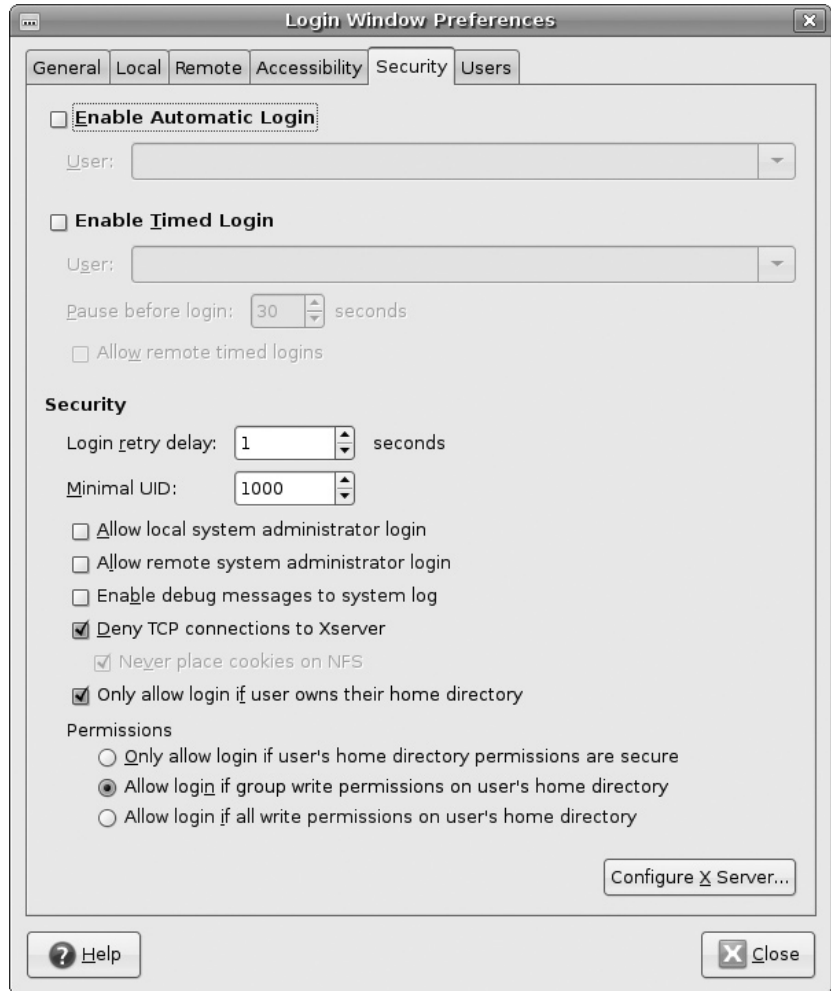 Login Window Preferences
General Local Remote Accessibility Security Users
Enable Automatic Login
User:
Enable Timed Login
User:
Pause before login: 30 seconds
Allow remote timed logins
Security
Login retry delay: 1 seconds
Minimal UID: 1000
Allow local system administrator login
Allow remote system administrator login
Enable debug messages to system log
Deny TCP connections to Xserver
Never place cookies on NFS
Only allow login if user owns their home directory
Permissions
Only allow login if user's home directory permissions are secure
Allow login if group write permissions on user's home directory
Allow login if all write permissions on user's home directory
Configure X Server...
Help Close